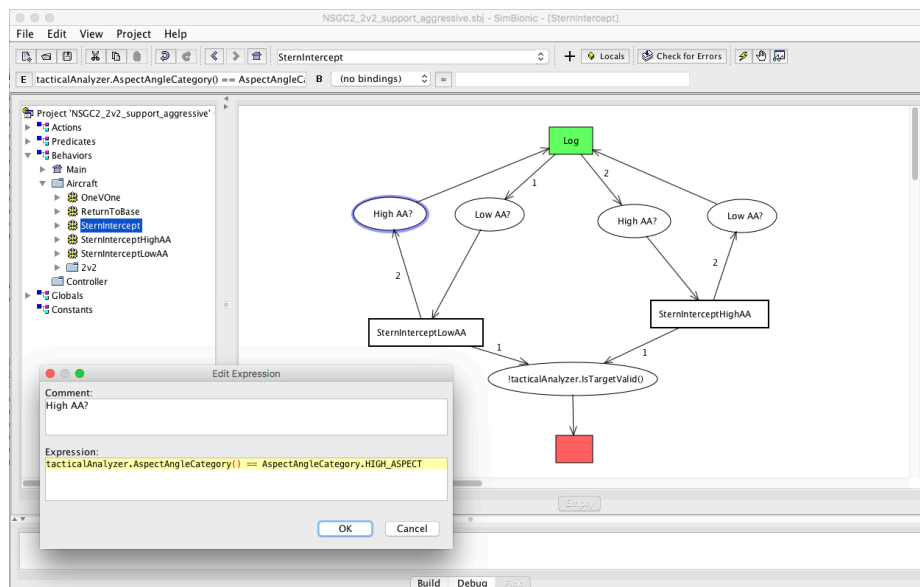 NSGC2_2v2_support_aggressive.sbj - SimBionic - [SternIntercept]
File Edit View Project Help
SternIntercept
Locals
Check for Errors
E tacticalAnalyzer.AspectAngleCategory() == AspectAngleC
B (no bindings) =
Project 'NSGC2_2v2_support_aggressive'
Actions
Predicates
Behaviors
Main
Aircraft
OneVOne
ReturnToBase
SternIntercept
SternInterceptHighAA
SternInterceptLowAA
2v2
Controller
Globals
Constants
Log
1
2
High AA?
Low AA?
High AA?
Low AA?
2
2
SternInterceptLowAA
SternInterceptHighAA
1
1
!tacticalAnalyzer.IsTargetValid()
Edit Expression
Comment:
High AA?
Expression:
tacticalAnalyzer.AspectAngleCategory() == AspectAngleCategory.HIGH_ASPECT
OK
Cancel
Empty
Build Debug